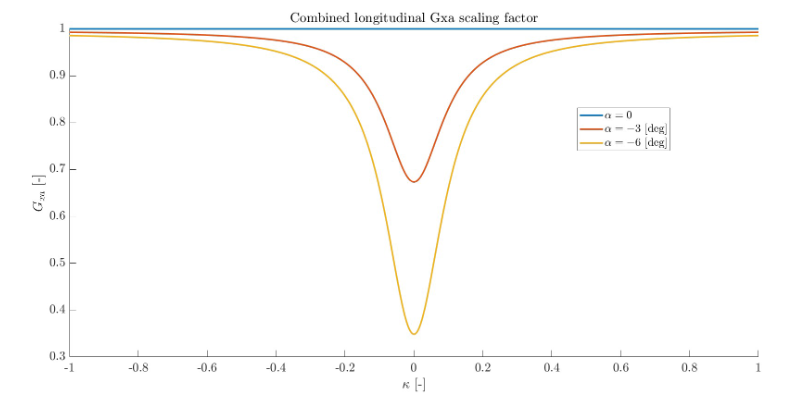 Combined longitudinal Gxa scaling factor
1
0.9
0.8
0.7
0.6
0.5
0.4
0.3
G_xa [-]
α = 0
α = −3 [deg]
α = −6 [deg]
-1 -0.8 -0.6 -0.4 -0.2 0 0.2 0.4 0.6 0.8 1
κ [-]